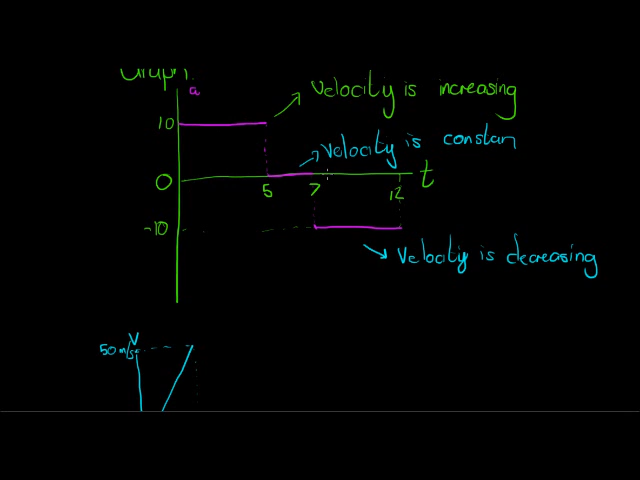 Graph
a
Velocity is increasing
10
Velocity is constan
0
5
7
12
t
-10
Velocity is decreasing
V
50 m/s